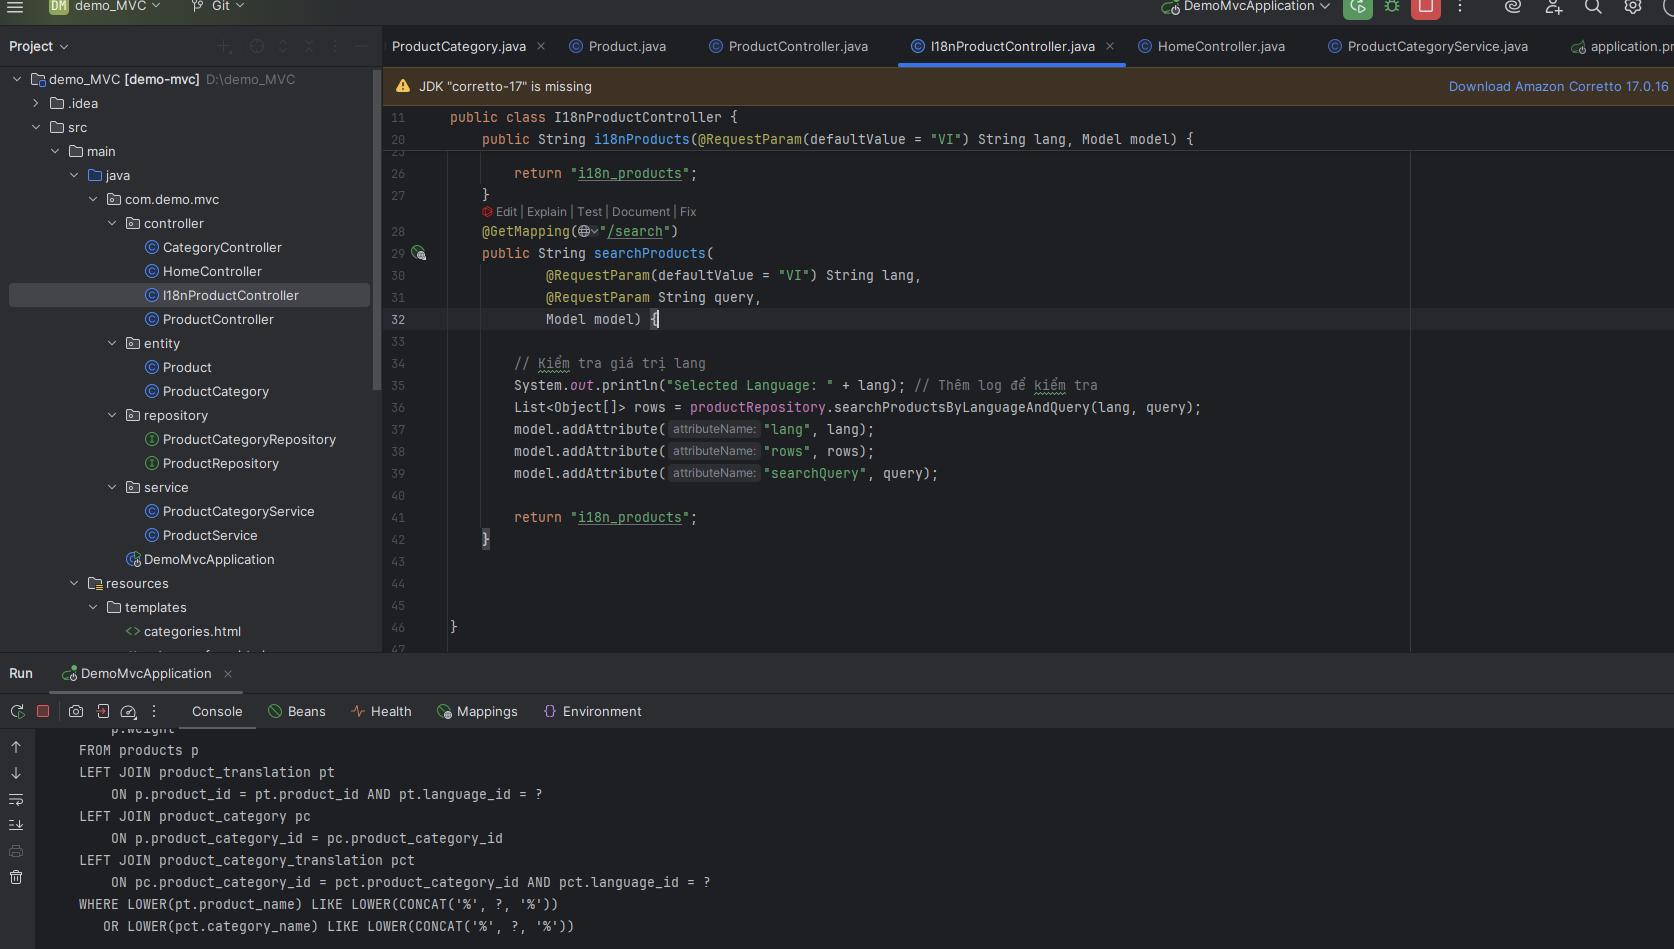 DM demo_MVC Git DemoMvcApplication
Project
ProductCategory.java Product.java ProductController.java I18nProductController.java HomeController.java ProductCategoryService.java
JDK "corretto-17" is missing Download Amazon Corretto 17.0.16
demo_MVC [demo-mvc] D:\demo_MVC
.idea
src
main
java
com.demo.mvc
controller
CategoryController
HomeController
I18nProductController
ProductController
entity
Product
ProductCategory
repository
ProductCategoryRepository
ProductRepository
service
ProductCategoryService
ProductService
DemoMvcApplication
resources
templates
categories.html
11 public class I18nProductController {
20 public String i18nProducts(@RequestParam(defaultValue = "VI") String lang, Model model) {
26 return "i18n_products";
27 }
Edit | Explain | Test | Document | Fix
28 @GetMapping("/search")
29 public String searchProducts(
30 @RequestParam(defaultValue = "VI") String lang,
31 @RequestParam String query,
32 Model model) {
33
34 // Kiểm tra giá trị lang
35 System.out.println("Selected Language: " + lang); // Thêm log để kiểm tra
36 List<Object[]> rows = productRepository.searchProductsByLanguageAndQuery(lang, query);
37 model.addAttribute( attributeName: "lang", lang);
38 model.addAttribute( attributeName: "rows", rows);
39 model.addAttribute( attributeName: "searchQuery", query);
40
41 return "i18n_products";
42 }
43
44
45
46 }
47
Run DemoMvcApplication
Console Beans Health Mappings Environment
p.weight
FROM products p
LEFT JOIN product_translation pt
ON p.product_id = pt.product_id AND pt.language_id = ?
LEFT JOIN product_category pc
ON p.product_category_id = pc.product_category_id
LEFT JOIN product_category_translation pct
ON pc.product_category_id = pct.product_category_id AND pct.language_id = ?
WHERE LOWER(pt.product_name) LIKE LOWER(CONCAT('%', ?, '%'))
OR LOWER(pct.category_name) LIKE LOWER(CONCAT('%', ?, '%'))